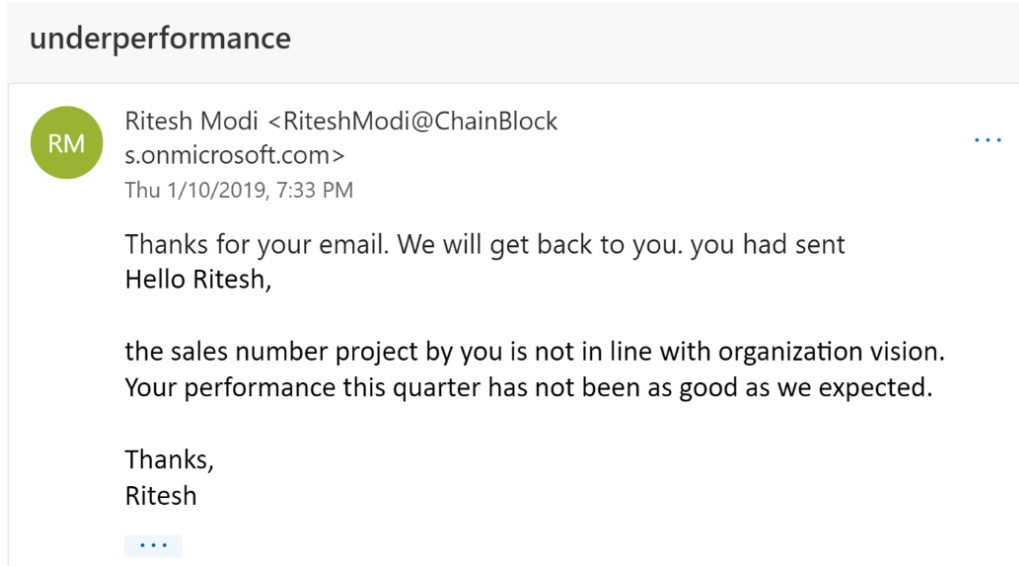 underperformance
RM
Ritesh Modi <RiteshModi@ChainBlock
s.onmicrosoft.com>
Thu 1/10/2019, 7:33 PM
Thanks for your email. We will get back to you. you had sent
Hello Ritesh,
the sales number project by you is not in line with organization vision.
Your performance this quarter has not been as good as we expected.
Thanks,
Ritesh